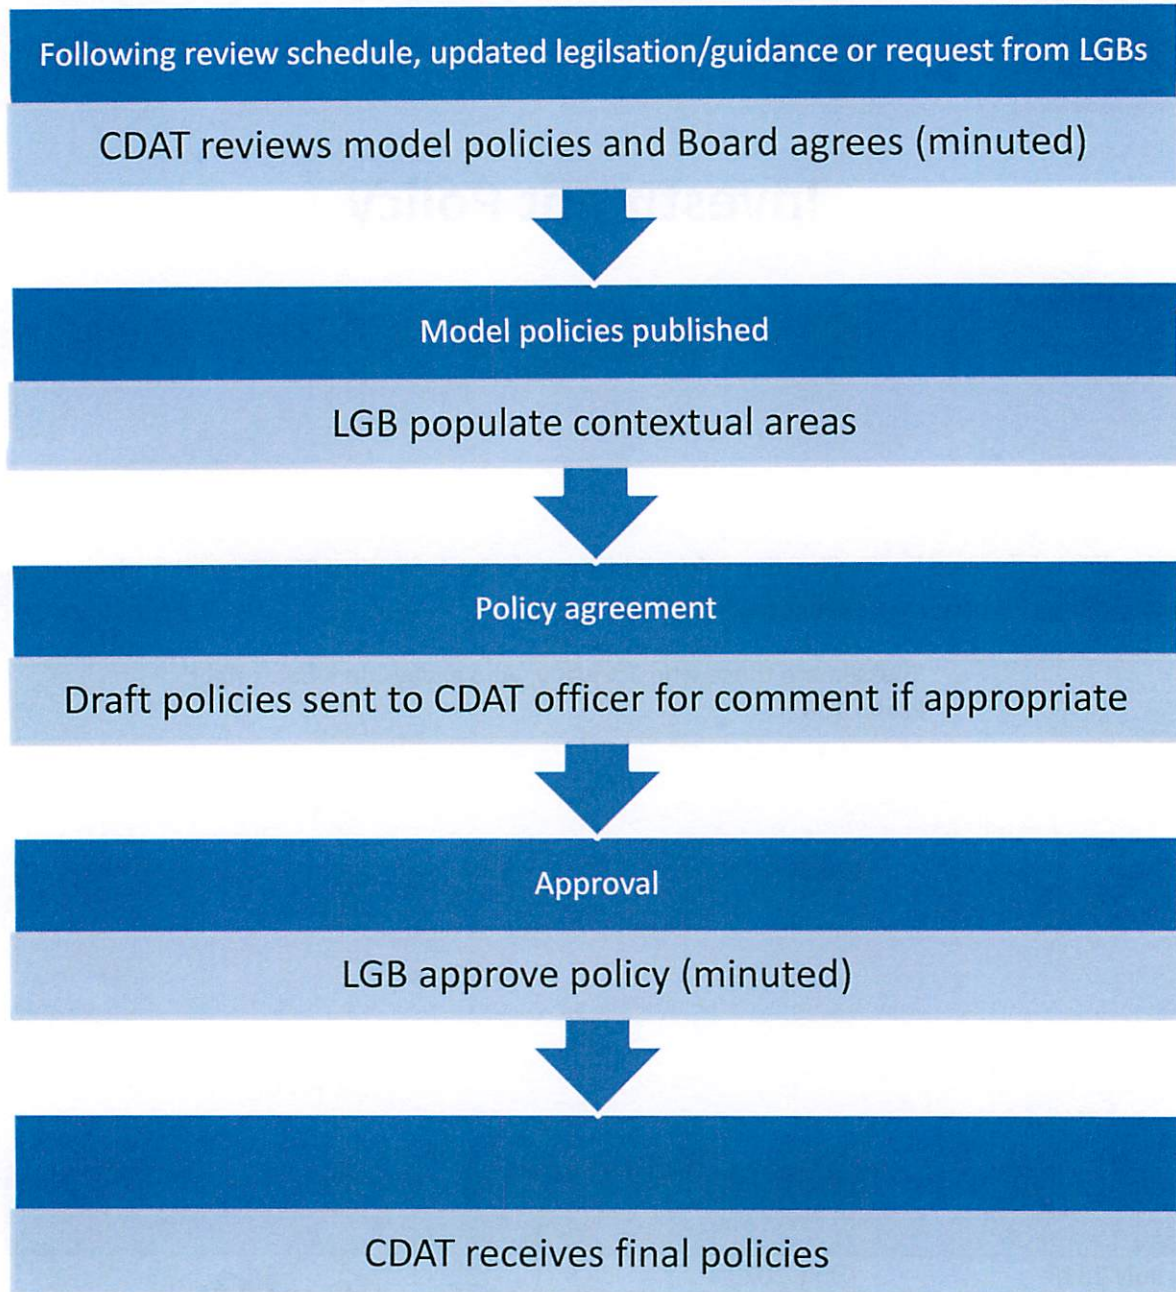 Following review schedule, updated legilsation/guidance or request from LGBs
CDAT reviews model policies and Board agrees (minuted)
Model policies published
LGB populate contextual areas
Policy agreement
Draft policies sent to CDAT officer for comment if appropriate
Approval
LGB approve policy (minuted)
CDAT receives final policies